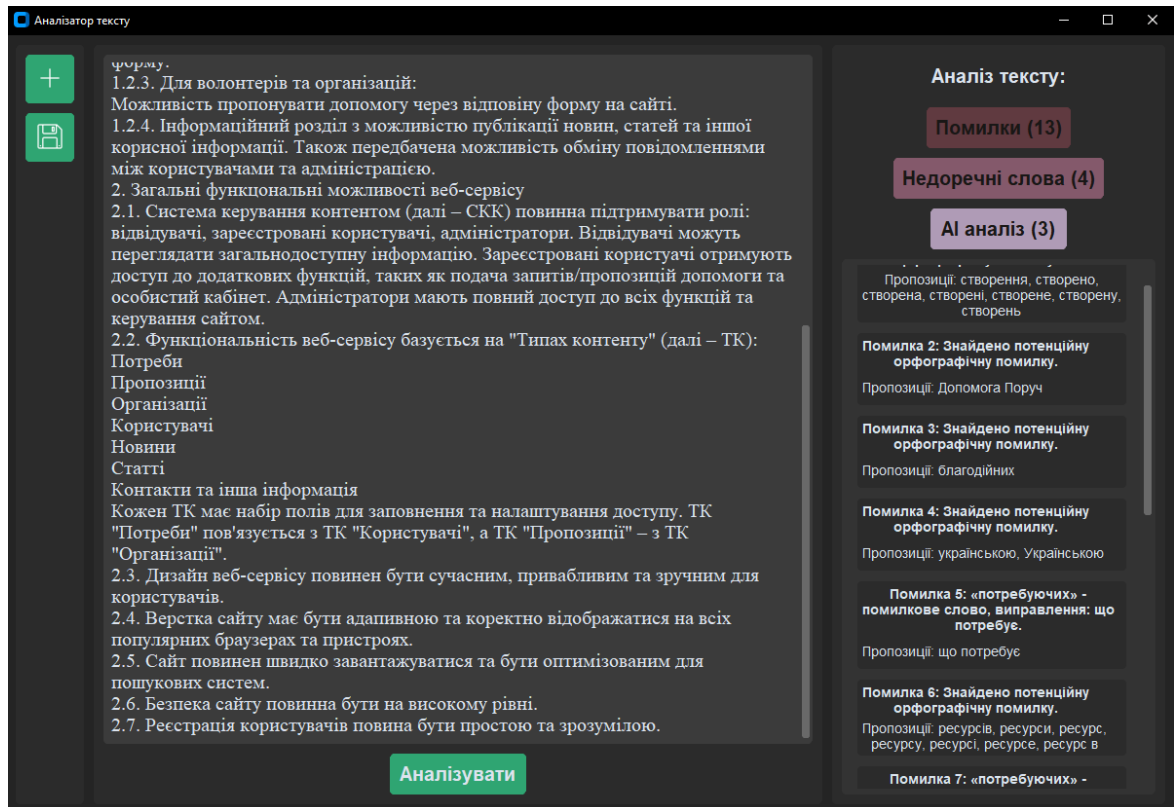 Аналізатор тексту
форму.
1.2.3. Для волонтерів та організацій:
Можливість пропонувати допомогу через відповіну форму на сайті.
1.2.4. Інформаційний розділ з можливістю публікації новин, статей та іншої
корисної інформації. Також передбачена можливість обміну повідомленнями
між користувачами та адміністрацією.
2. Загальні функцональні можливості веб-сервісу
2.1. Система керування контентом (далі – СКК) повинна підтримувати ролі:
відвідувачі, зареєстровані користувачі, адміністратори. Відвідувачі можуть
переглядати загальнодоступну інформацію. Зареєстровані користуачі отримують
доступ до додаткових функцій, таких як подача запитів/пропозицій допомоги та
особистий кабінет. Адміністратори мають повний доступ до всіх функцій та
керування сайтом.
2.2. Функціональність веб-сервісу базується на "Типах контенту" (далі – ТК):
Потреби
Пропозиції
Організації
Користувачі
Новини
Статті
Контакти та інша інформація
Кожен ТК має набір полів для заповнення та налаштування доступу. ТК
"Потреби" пов'язується з ТК "Користувачі", а ТК "Пропозиції" – з ТК
"Організації".
2.3. Дизайн веб-сервісу повинен бути сучасним, привабливим та зручним для
користувачів.
2.4. Верстка сайту має бути адапивною та коректно відображатися на всіх
популярних браузерах та пристроях.
2.5. Сайт повинен швидко завантажуватися та бути оптимізованим для
пошукових систем.
2.6. Безпека сайту повинна бути на високому рівні.
2.7. Реєстрація користувачів повина бути простою та зрозумілою.
Аналізувати
Аналіз тексту:
Помилки (13)
Недоречні слова (4)
AI аналіз (3)
Пропозиції: створення, створено,
створена, створені, створене, створену,
створень
Помилка 2: Знайдено потенційну
орфографічну помилку.
Пропозиції: Допомога Поруч
Помилка 3: Знайдено потенційну
орфографічну помилку.
Пропозиції: благодійних
Помилка 4: Знайдено потенційну
орфографічну помилку.
Пропозиції: українською, Українською
Помилка 5: «потребуючих» -
помилкове слово, виправлення: що
потребує.
Пропозиції: що потребує
Помилка 6: Знайдено потенційну
орфографічну помилку.
Пропозиції: ресурсів, ресурси, ресурс,
ресурсу, ресурсі, ресурсе, ресурс в
Помилка 7: «потребуючих» -